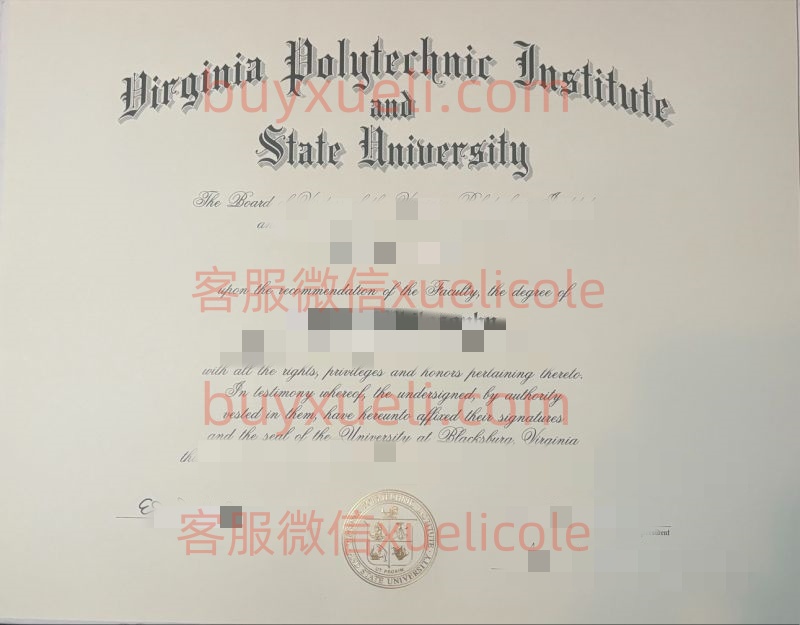 Virginia Polytechnic Institute
buyxueli.com
and
State University
The Board
upon the recommendation of the Faculty, the degree of
客服微信xuelicole
with all the rights, privileges and honors pertaining thereto.
In testimony whereof, the undersigned, by authority
buyxueli.com
vested in them, have hereunto affixed their signatures
and the seal of the University at Blacksburg, Virginia
客服微信xuelicole
UT PROSIM
STATE UNIVERSITY